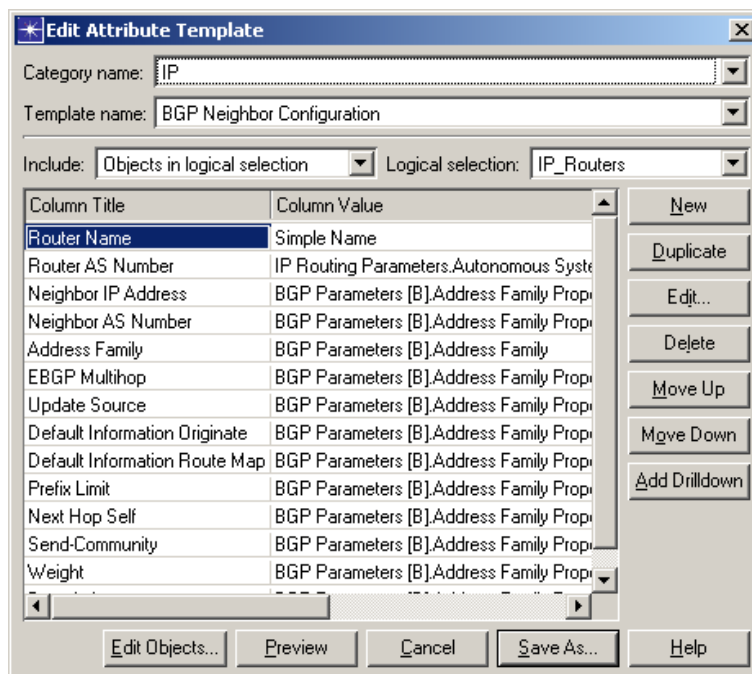 Edit Attribute Template
Category name: IP
Template name: BGP Neighbor Configuration
Include: Objects in logical selection Logical selection: IP_Routers
Column Title Column Value New
Router Name Simple Name
Router AS Number IP Routing Parameters.Autonomous Syste Duplicate
Neighbor IP Address BGP Parameters [B].Address Family Prop Edit...
Neighbor AS Number BGP Parameters [B].Address Family Prop
Address Family BGP Parameters [B].Address Family Delete
EBGP Multihop BGP Parameters [B].Address Family Prop
Update Source BGP Parameters [B].Address Family Prop Move Up
Default Information Originate BGP Parameters [B].Address Family Prop Move Down
Default Information Route Map BGP Parameters [B].Address Family Prop
Prefix Limit BGP Parameters [B].Address Family Prop Add Drilldown
Next Hop Self BGP Parameters [B].Address Family Prop
Send-Community BGP Parameters [B].Address Family Prop
Weight BGP Parameters [B].Address Family Prop
Edit Objects... Preview Cancel Save As... Help